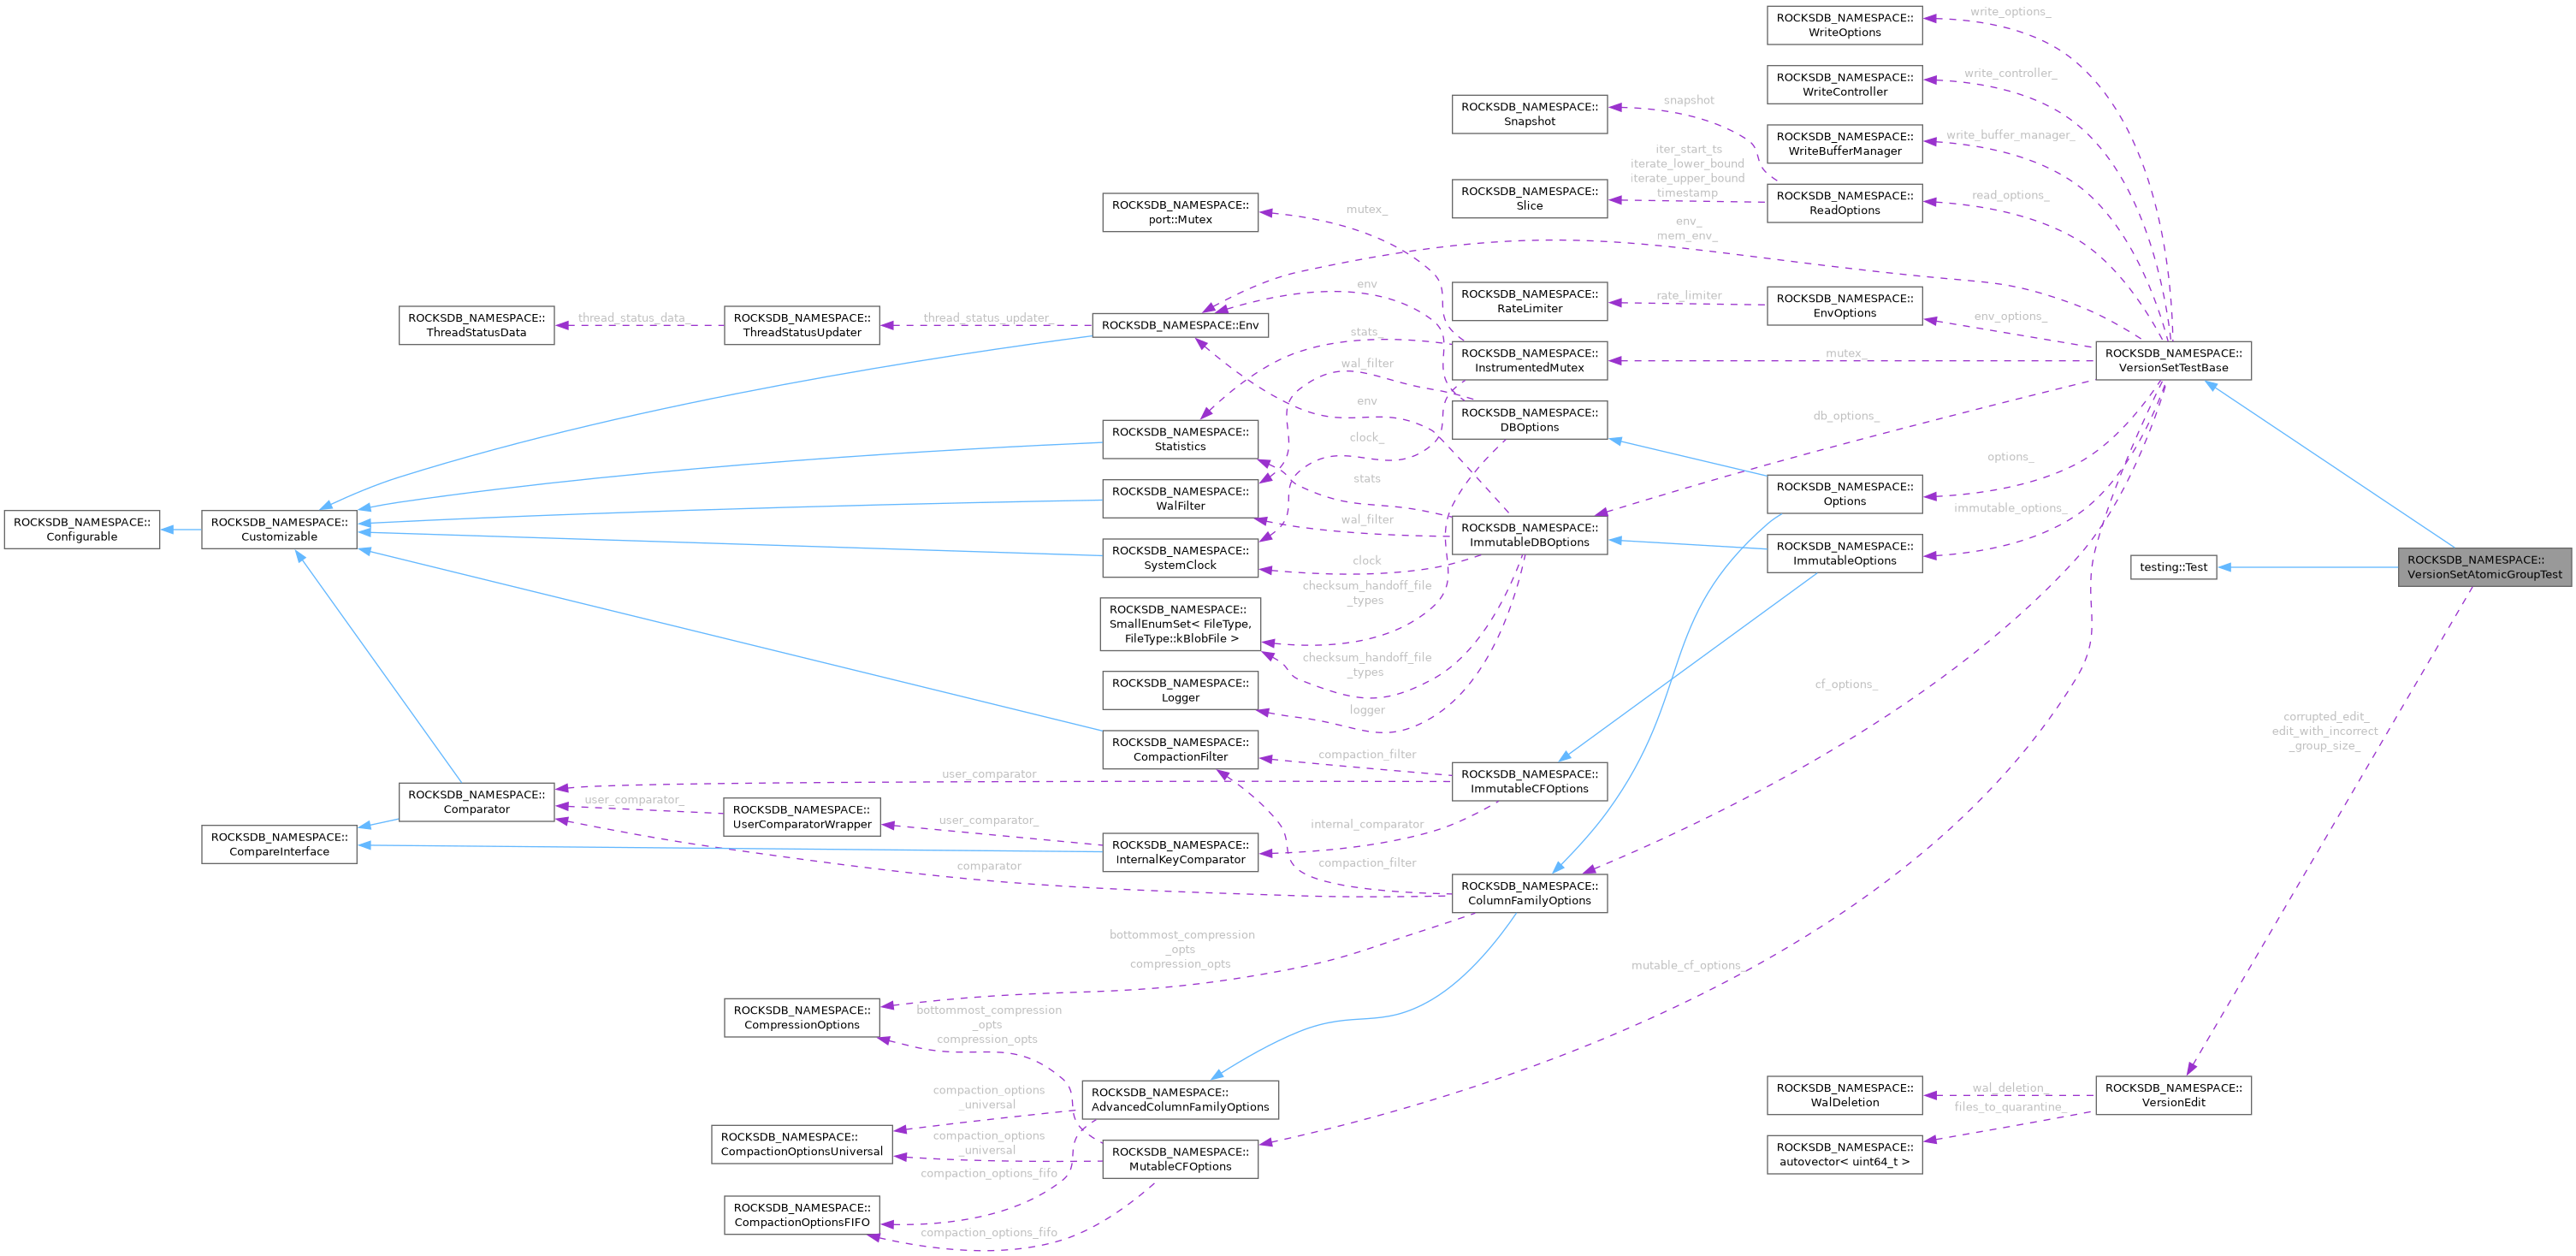 ROCKSDB_NAMESPACE::
WriteOptions
write_options_
ROCKSDB_NAMESPACE::
WriteController
write_controller_
ROCKSDB_NAMESPACE::
Snapshot
snapshot
ROCKSDB_NAMESPACE::
WriteBufferManager
write_buffer_manager_
iter_start_ts
iterate_lower_bound
iterate_upper_bound
timestamp
ROCKSDB_NAMESPACE::
Slice
ROCKSDB_NAMESPACE::
ReadOptions
read_options_
ROCKSDB_NAMESPACE::
port::Mutex
mutex_
env_
mem_env_
ROCKSDB_NAMESPACE::
RateLimiter
rate_limiter
ROCKSDB_NAMESPACE::
EnvOptions
env_options_
env
ROCKSDB_NAMESPACE::
ThreadStatusData
thread_status_data_
ROCKSDB_NAMESPACE::
ThreadStatusUpdater
thread_status_updater_
ROCKSDB_NAMESPACE::Env
stats_
ROCKSDB_NAMESPACE::
InstrumentedMutex
mutex_
ROCKSDB_NAMESPACE::
VersionSetTestBase
wal_filter
env
ROCKSDB_NAMESPACE::
DBOptions
db_options_
ROCKSDB_NAMESPACE::
Statistics
clock_
stats
options_
ROCKSDB_NAMESPACE::
WalFilter
ROCKSDB_NAMESPACE::
Options
immutable_options_
wal_filter
ROCKSDB_NAMESPACE::
Configurable
ROCKSDB_NAMESPACE::
Customizable
ROCKSDB_NAMESPACE::
ImmutableDBOptions
ROCKSDB_NAMESPACE::
SystemClock
clock
ROCKSDB_NAMESPACE::
ImmutableOptions
testing::Test
ROCKSDB_NAMESPACE::
VersionSetAtomicGroupTest
checksum_handoff_file
_types
ROCKSDB_NAMESPACE::
SmallEnumSet< FileType,
FileType::kBlobFile >
checksum_handoff_file
_types
ROCKSDB_NAMESPACE::
Logger
logger
cf_options_
corrupted_edit_
edit_with_incorrect
_group_size_
ROCKSDB_NAMESPACE::
CompactionFilter
compaction_filter
ROCKSDB_NAMESPACE::
ImmutableCFOptions
user_comparator
ROCKSDB_NAMESPACE::
Comparator
user_comparator_
ROCKSDB_NAMESPACE::
UserComparatorWrapper
user_comparator_
internal_comparator
ROCKSDB_NAMESPACE::
CompareInterface
ROCKSDB_NAMESPACE::
InternalKeyComparator
comparator
compaction_filter
ROCKSDB_NAMESPACE::
ColumnFamilyOptions
bottommost_compression
_opts
compression_opts
mutable_cf_options_
ROCKSDB_NAMESPACE::
CompressionOptions
bottommost_compression
_opts
compression_opts
compaction_options
_universal
ROCKSDB_NAMESPACE::
AdvancedColumnFamilyOptions
ROCKSDB_NAMESPACE::
WalDeletion
wal_deletion_
files_to_quarantine_
ROCKSDB_NAMESPACE::
VersionEdit
ROCKSDB_NAMESPACE::
CompactionOptionsUniversal
compaction_options
_universal
ROCKSDB_NAMESPACE::
MutableCFOptions
ROCKSDB_NAMESPACE::
autovector< uint64_t >
compaction_options_fifo
ROCKSDB_NAMESPACE::
CompactionOptionsFIFO
compaction_options_fifo